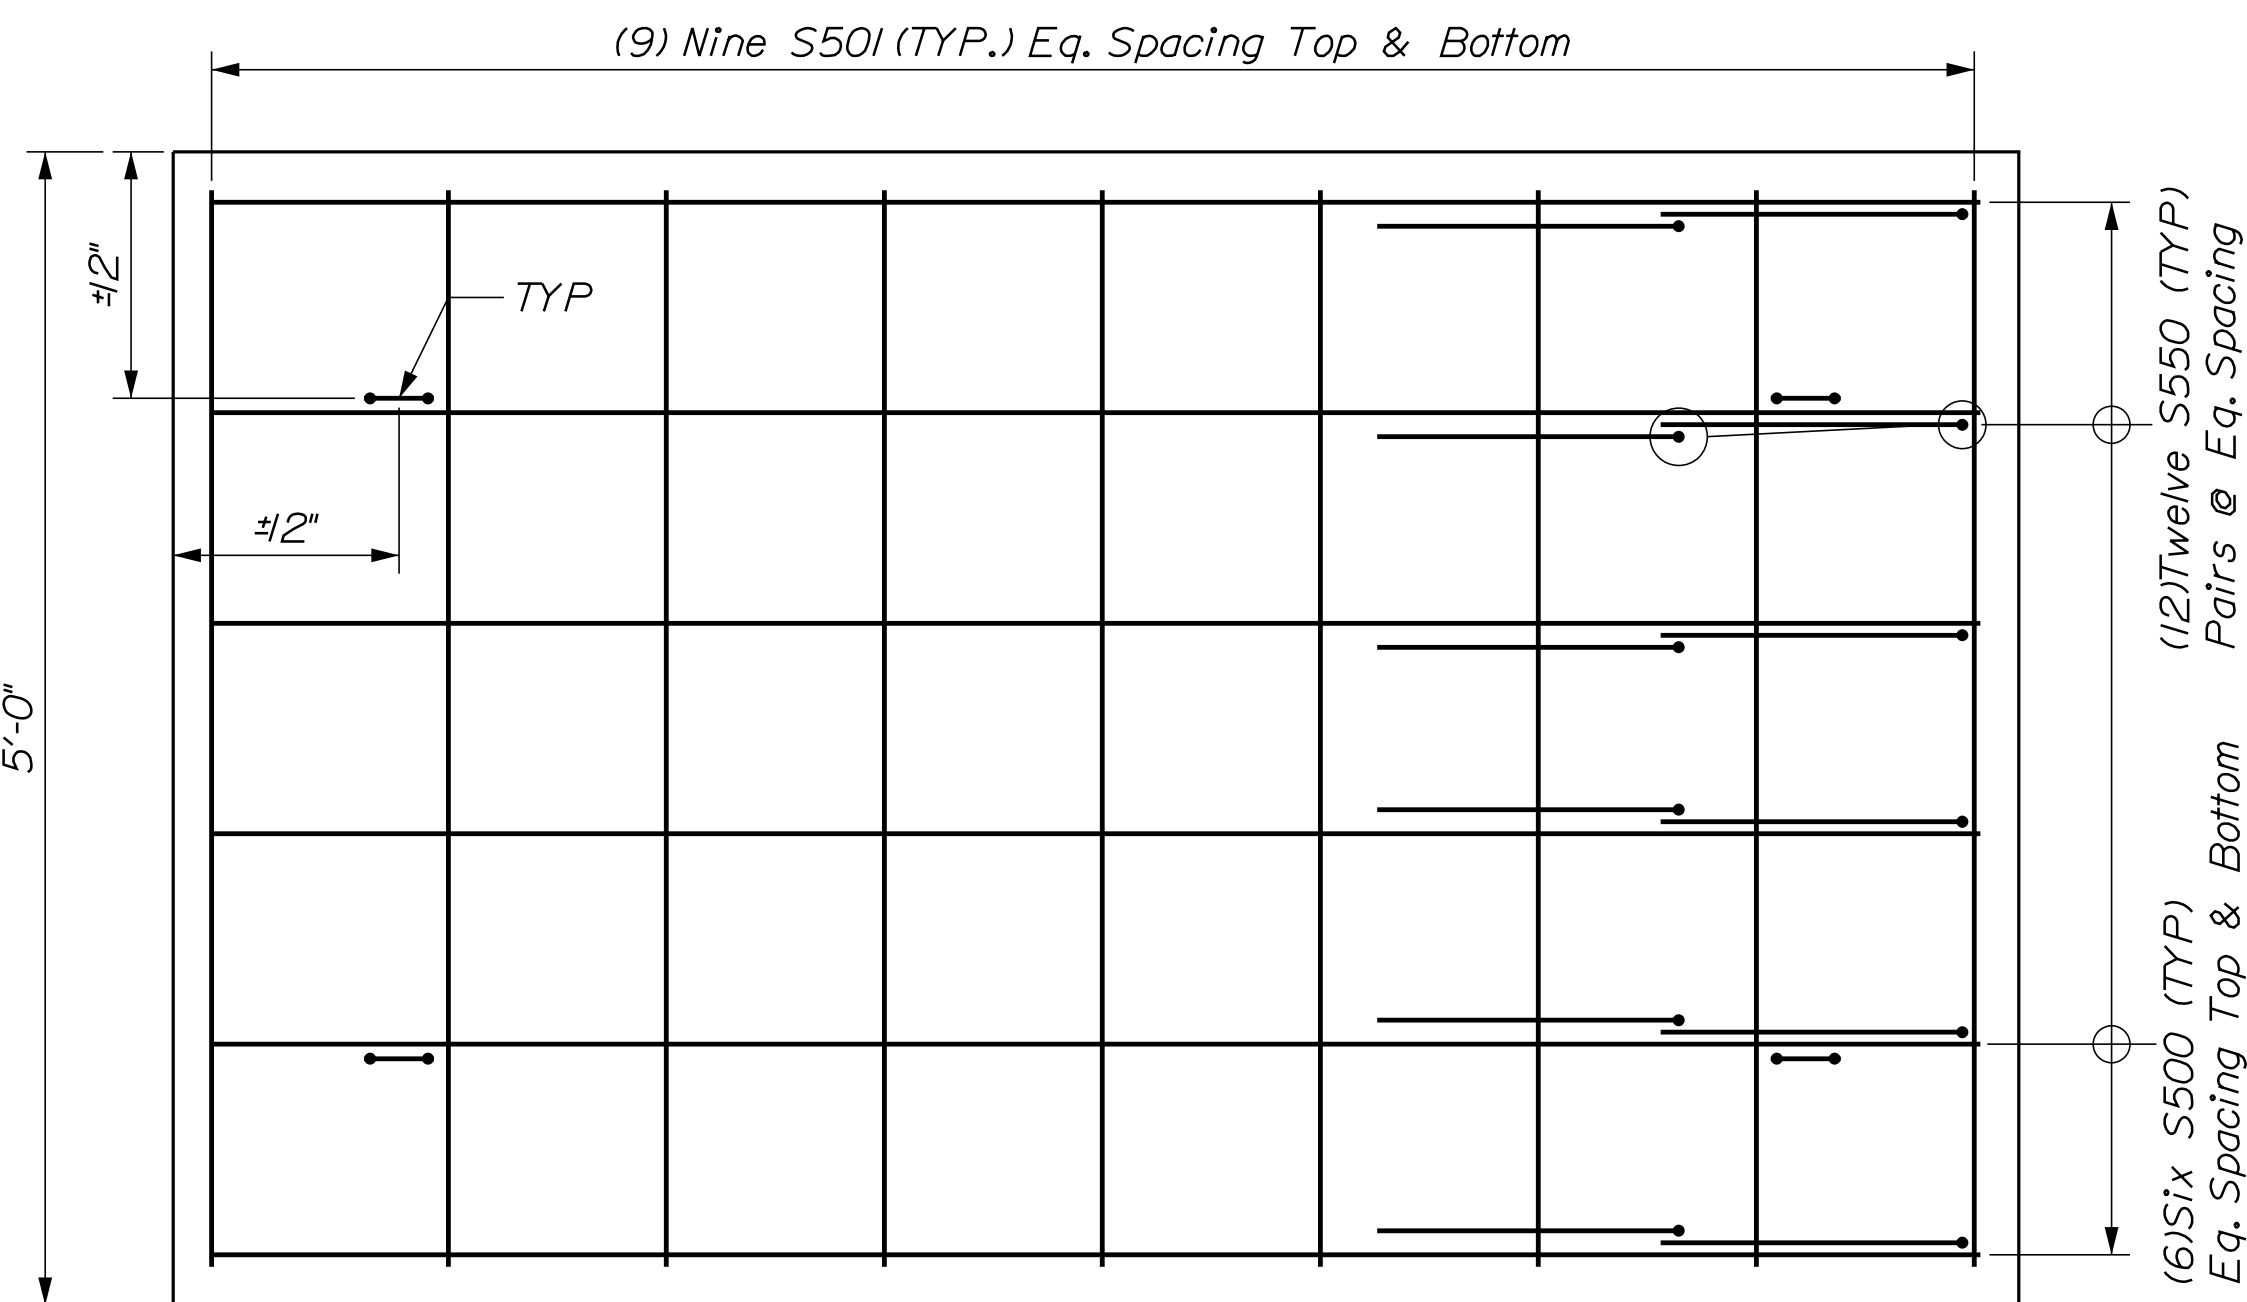 (9) Nine S501 (TYP.) Eq. Spacing Top & Bottom
±12"
TYP
±12"
5'-0"
(12)Twelve S550 (TYP)
Pairs @ Eq. Spacing
(6)Six S500 (TYP)
Eq. Spacing Top & Bottom